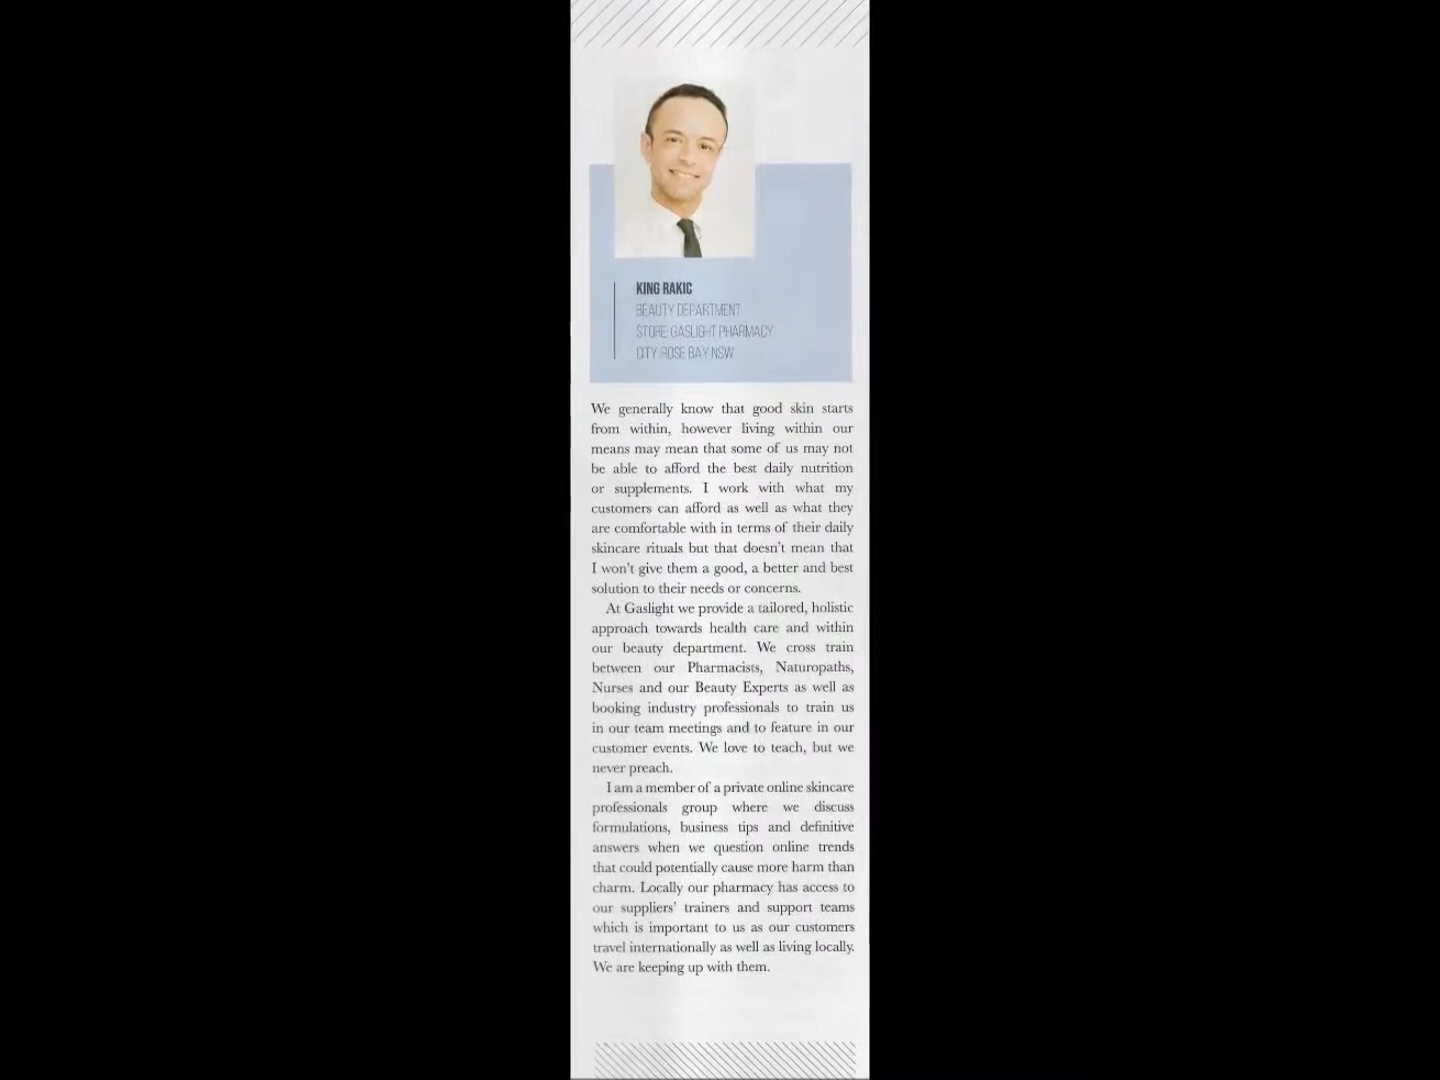 KING RAKIC
BEAUTY DEPARTMENT
STORE: GASLIGHT PHARMACY
CITY: ROSE BAY NSW
We generally know that good skin starts
from within, however living within our
means may mean that some of us may not
be able to afford the best daily nutrition
or supplements. I work with what my
customers can afford as well as what they
are comfortable with in terms of their daily
skincare rituals but that doesn't mean that
I won't give them a good, a better and best
solution to their needs or concerns.
At Gaslight we provide a tailored, holistic
approach towards health care and within
our beauty department. We cross train
between our Pharmacists, Naturopaths,
Nurses and our Beauty Experts as well as
booking industry professionals to train us
in our team meetings and to feature in our
customer events. We love to teach, but we
never preach.
I am a member of a private online skincare
professionals group where we discuss
formulations, business tips and definitive
answers when we question online trends
that could potentially cause more harm than
charm. Locally our pharmacy has access to
our suppliers' trainers and support teams
which is important to us as our customers
travel internationally as well as living locally.
We are keeping up with them.